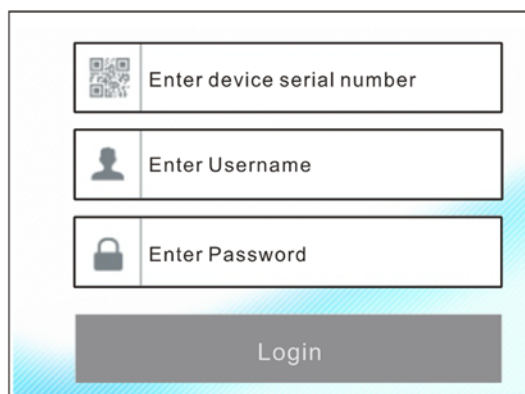 Enter device serial number
Enter Username
Enter Password
Login